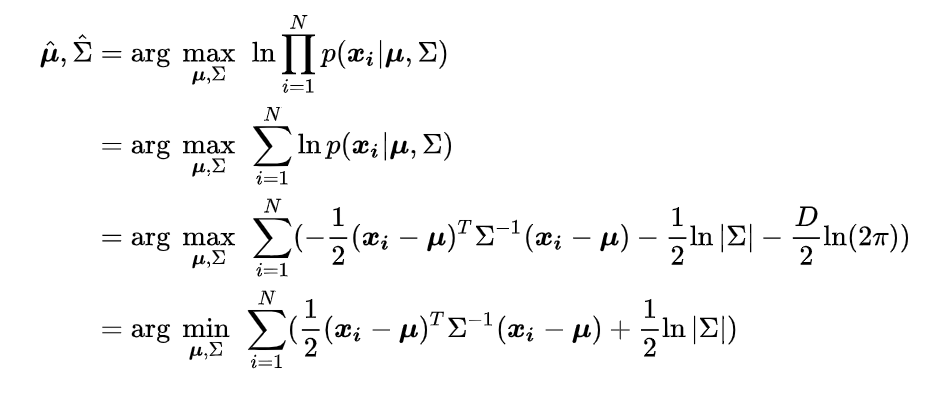 $\hat{\boldsymbol{\mu}}, \hat{\Sigma} = \arg \max_{\boldsymbol{\mu},\Sigma} \ln \prod_{i=1}^{N} p(\boldsymbol{x_i}|\boldsymbol{\mu}, \Sigma)$
$= \arg \max_{\boldsymbol{\mu},\Sigma} \sum_{i=1}^{N} \ln p(\boldsymbol{x_i}|\boldsymbol{\mu}, \Sigma)$
$= \arg \max_{\boldsymbol{\mu},\Sigma} \sum_{i=1}^{N} (-\frac{1}{2}(\boldsymbol{x_i} - \boldsymbol{\mu})^T \Sigma^{-1} (\boldsymbol{x_i} - \boldsymbol{\mu}) - \frac{1}{2} \ln |\Sigma| - \frac{D}{2} \ln(2\pi))$
$= \arg \min_{\boldsymbol{\mu},\Sigma} \sum_{i=1}^{N} (\frac{1}{2}(\boldsymbol{x_i} - \boldsymbol{\mu})^T \Sigma^{-1} (\boldsymbol{x_i} - \boldsymbol{\mu}) + \frac{1}{2} \ln |\Sigma|)$